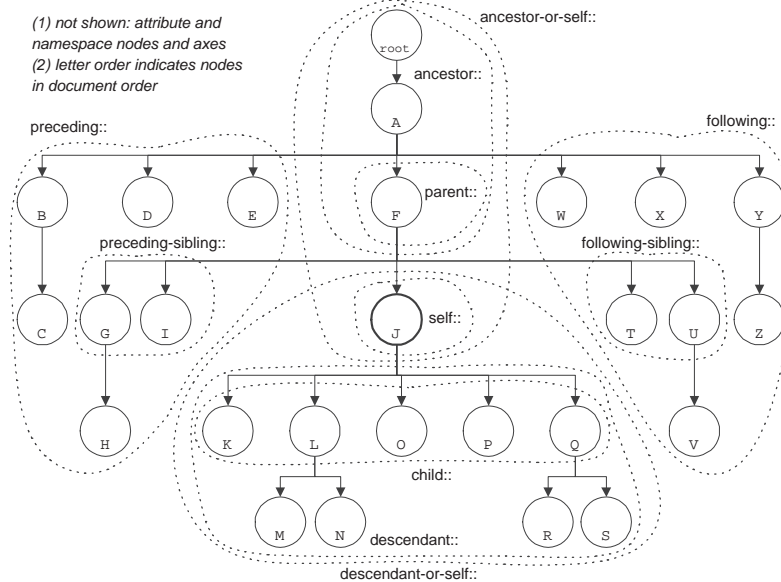 (1) not shown: attribute and
namespace nodes and axes
(2) letter order indicates nodes
in document order
ancestor-or-self::
root
ancestor::
A
preceding::
following::
B
D
E
F
parent::
W
X
Y
preceding-sibling::
following-sibling::
C
G
I
J
self::
T
U
Z
H
K
L
O
P
Q
V
child::
M
N
descendant::
R
S
descendant-or-self::